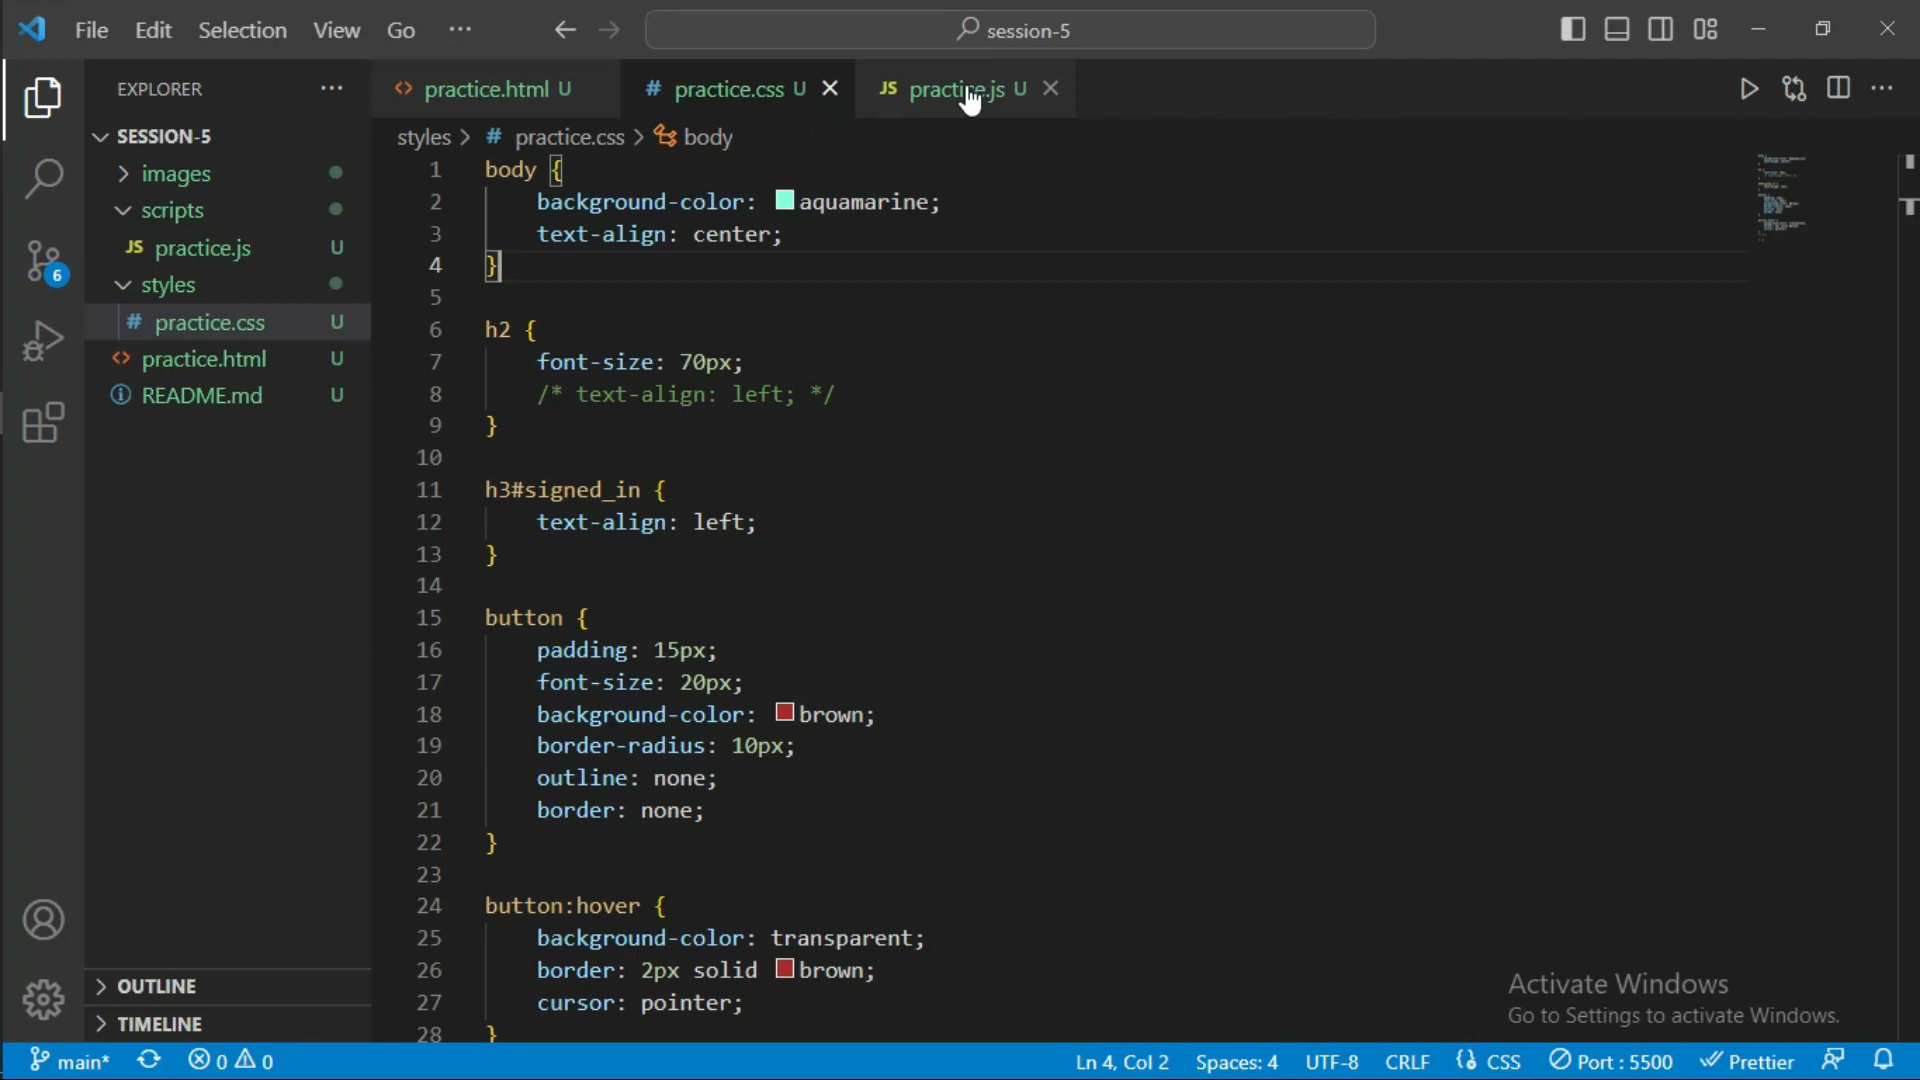 File Edit Selection View Go ··· session-5
EXPLORER ···
SESSION-5
images
scripts
JS practice.js U
styles
# practice.css U
<> practice.html U
README.md U
6
OUTLINE
TIMELINE
<> practice.html U # practice.css U JS practice.js U
styles > # practice.css > body
1 body {
2 background-color: aquamarine;
3 text-align: center;
4 }
5
6 h2 {
7 font-size: 70px;
8 /* text-align: left; */
9 }
10
11 h3#signed_in {
12 text-align: left;
13 }
14
15 button {
16 padding: 15px;
17 font-size: 20px;
18 background-color: brown;
19 border-radius: 10px;
20 outline: none;
21 border: none;
22 }
23
24 button:hover {
25 background-color: transparent;
26 border: 2px solid brown;
27 cursor: pointer;
28 }
Activate Windows
Go to Settings to activate Windows.
main* 0 0 Ln 4, Col 2 Spaces: 4 UTF-8 CRLF {} CSS Port : 5500 Prettier